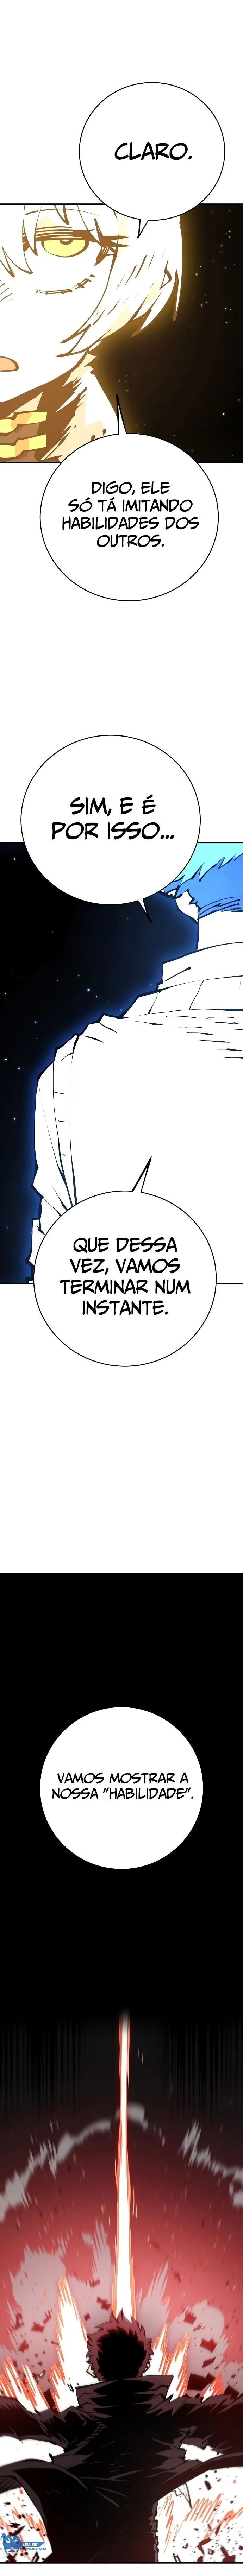 CLARO.
DIGO, ELE
SÓ TÁ IMITANDO
HABILIDADES DOS
OUTROS.
SIM, E É
POR ISSO...
QUE DESSA
VEZ, VAMOS
TERMINAR NUM
INSTANTE.
VAMOS MOSTRAR A
NOSSA "HABILIDADE".